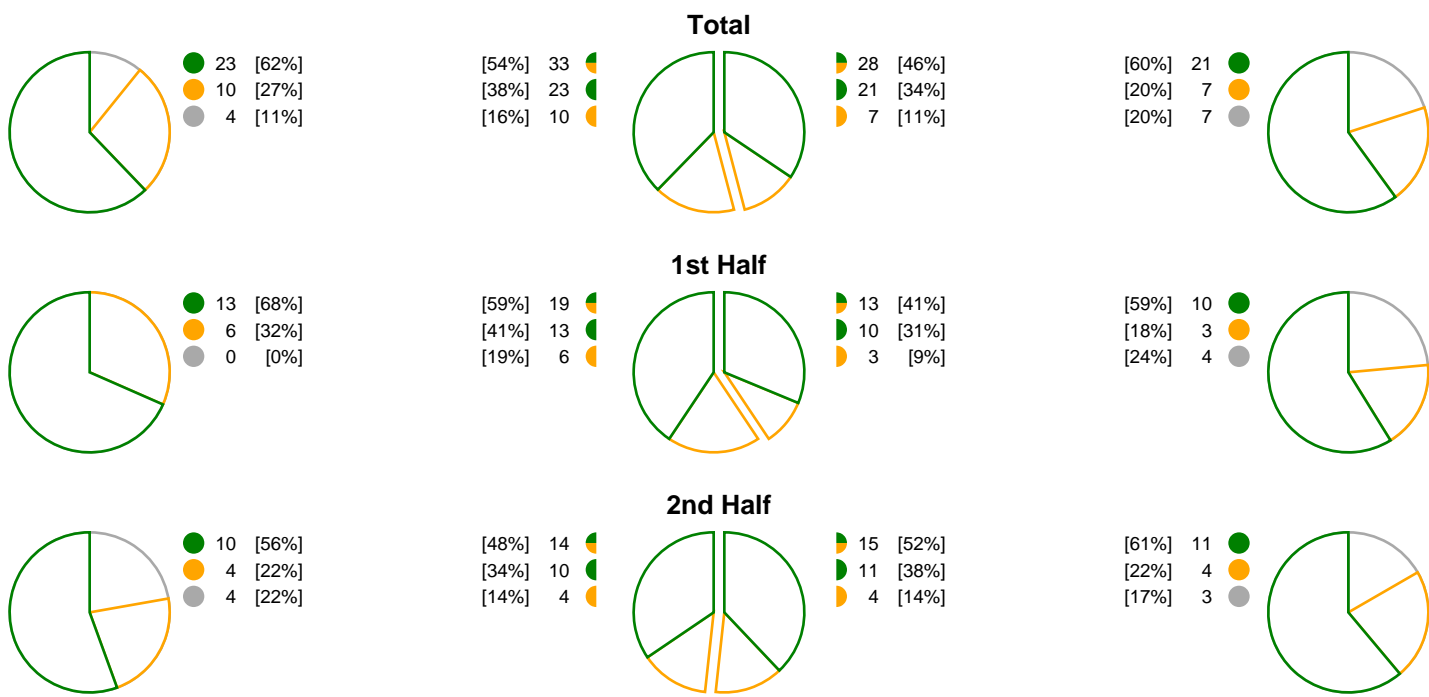 Total
23 [62%] [54%] 33 28 [46%] [60%] 21
10 [27%] [38%] 23 21 [34%] [20%] 7
4 [11%] [16%] 10 7 [11%] [20%] 7
1st Half
13 [68%] [59%] 19 13 [41%] [59%] 10
6 [32%] [41%] 13 10 [31%] [18%] 3
0 [0%] [19%] 6 3 [9%] [24%] 4
2nd Half
10 [56%] [48%] 14 15 [52%] [61%] 11
4 [22%] [34%] 10 11 [38%] [22%] 4
4 [22%] [14%] 4 4 [14%] [17%] 3